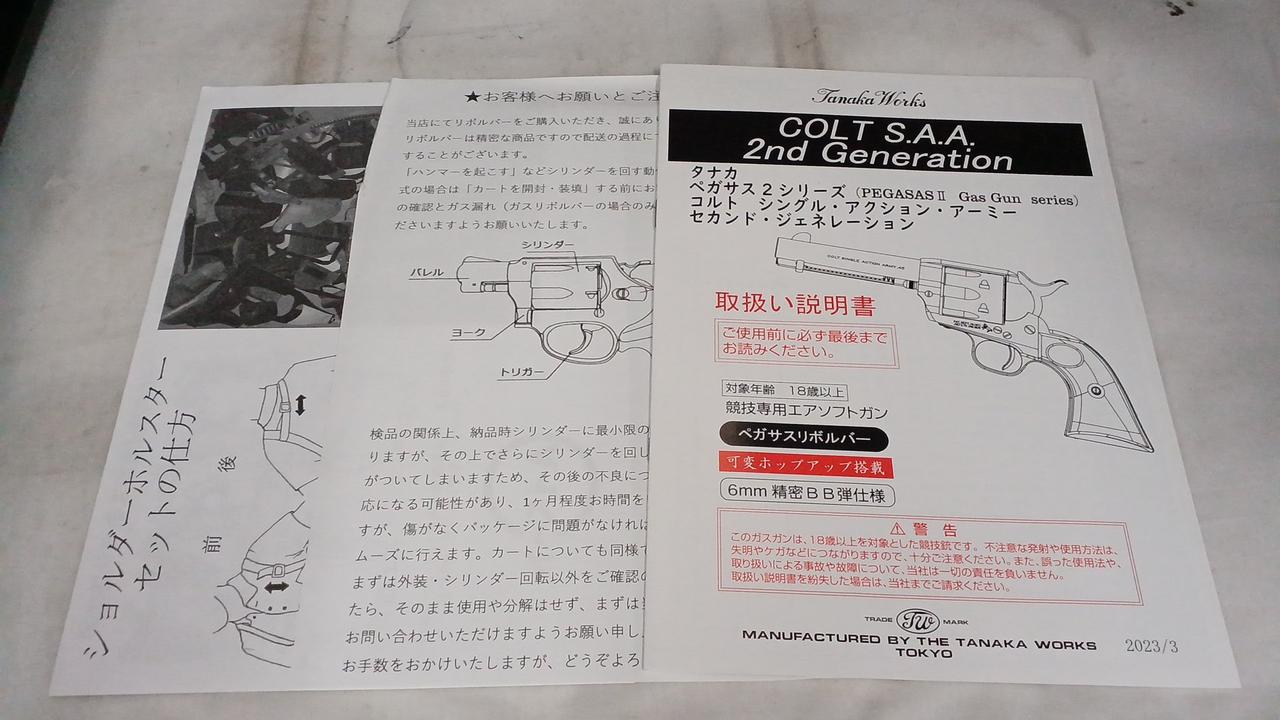 ショルダーホルスター
セットの仕方
前
後
★お客様へお願いとご注
当店にてリボルバーをご購入いただき、誠にあ
リボルバーは精密な商品ですので配送の過程に
することがございます。
「ハンマーを起こす」などシリンダーを回す動
式の場合は「カートを開封・装填」する前にお
の確認とガス漏れ（ガスリボルバーの場合のみ
ださいますようお願いします。
シリンダー
バレル
ヨーク
トリガー
検品の関係上、納品時シリンダーに最小限の
りますが、その上でさらにシリンダーを回し
がついてしまいますため、その後の不良につ
応になる可能性があり、1ヶ月程度お時間を
すが、傷がなくパッケージに問題がなければ
ムーズに行えます。カートについても同様
まずは外装・シリンダー回転以外をご確認の
たら、そのまま使用や分解はせず、まずは
お問い合わせいただけますようお願い申し
お手数をおかけいたしますが、どうぞよろ
Tanaka Works
COLT S.A.A.
2nd Generation
タナカ
ペガサス2シリーズ（PEGASASⅡ Gas Gun series）
コルト シングル・アクション・アーミー
セカンド・ジェネレーション
COLT SINGLE ACTION ARMY .45
取扱い説明書
ご使用前に必ず最後まで
お読みください。
対象年齢 18歳以上
競技専用エアソフトガン
ペガサスリボルバー
可変ホップアップ搭載
6mm 精密BB弾仕様
⚠ 警告
このガスガンは、18歳以上を対象とした競技銃です。不注意な発射や使用方法は、
失明やケガなどにつながりますので、十分ご注意ください。また、誤った使用法や、
取り扱いによる事故や故障について、当社は一切の責任を負いません。
取扱い説明書を紛失した場合は、当社までご請求ください。
TRADE TW MARK
MANUFACTURED BY THE TANAKA WORKS
TOKYO
2023/3